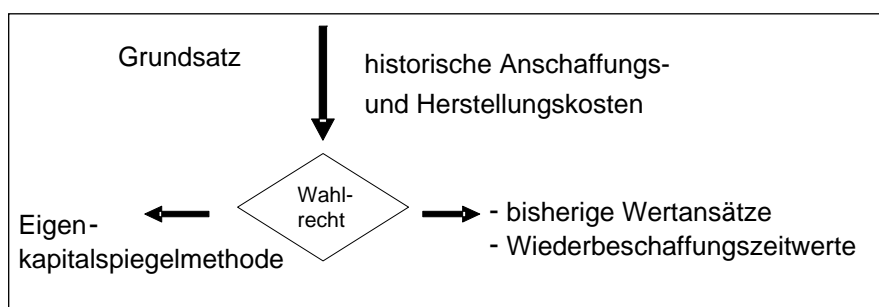 Grundsatz
historische Anschaffungs-
und Herstellungskosten
Wahl-
recht
Eigen-
kapitalspiegelmethode
- bisherige Wertansätze
- Wiederbeschaffungszeitwerte